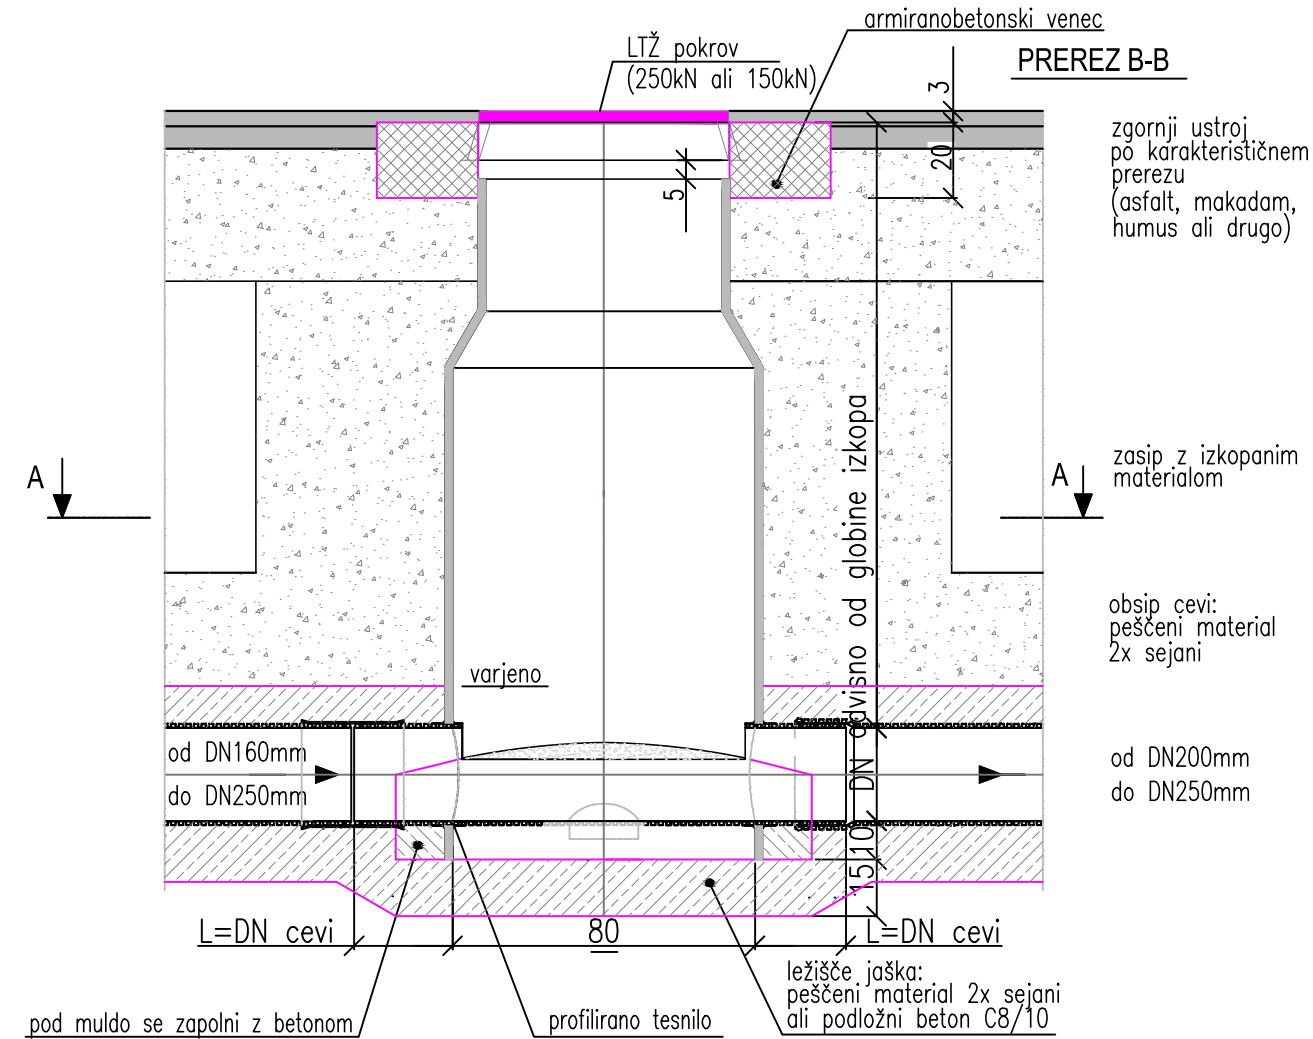 armiranobetonski venec
LTŽ pokrov
(250kN ali 150kN)
PREREZ B-B
3
20
5
zgornji ustroj
po karakterističnem
prerezu
(asfalt, makadam,
humus ali drugo)
A
A
zasip z izkopanim
materialom
odvisno od globine izkopa
obsip cevi:
peščeni material
2x sejani
varjeno
od DN160mm
do DN250mm
od DN200mm
do DN250mm
DN
10
15
L=DN cevi
80
L=DN cevi
ležišče jaška:
peščeni material 2x sejani
ali podložni beton C8/10
pod muldo se zapolni z betonom
profilirano tesnilo